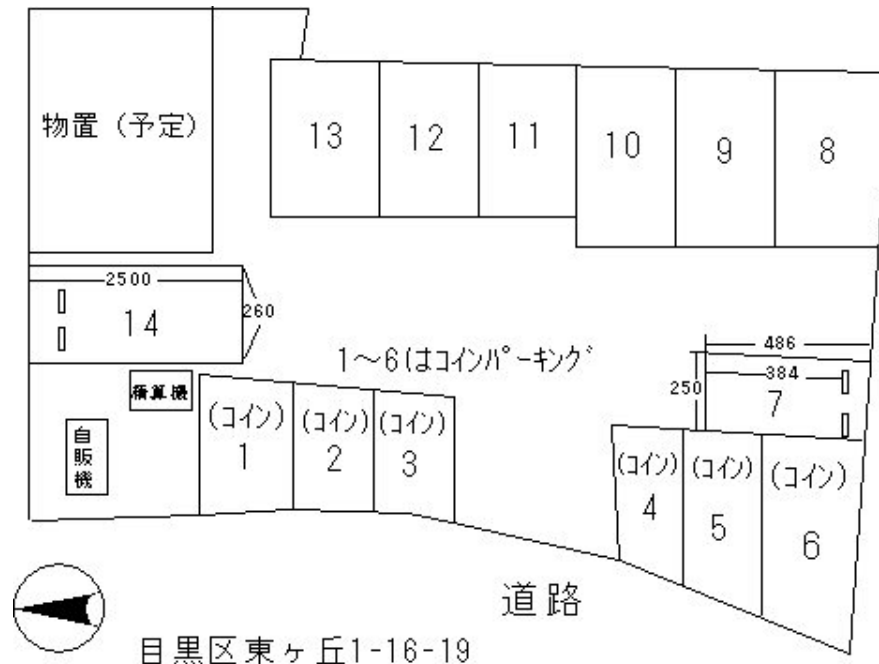 物置（予定）
13
12
11
10
9
8
2500
14
260
1～6はコインパーキング
486
384
250
7
精算機
自販機
(コイン)
1
(コイン)
2
(コイン)
3
(コイン)
4
(コイン)
5
(コイン)
6
道路
目黒区東ヶ丘1-16-19